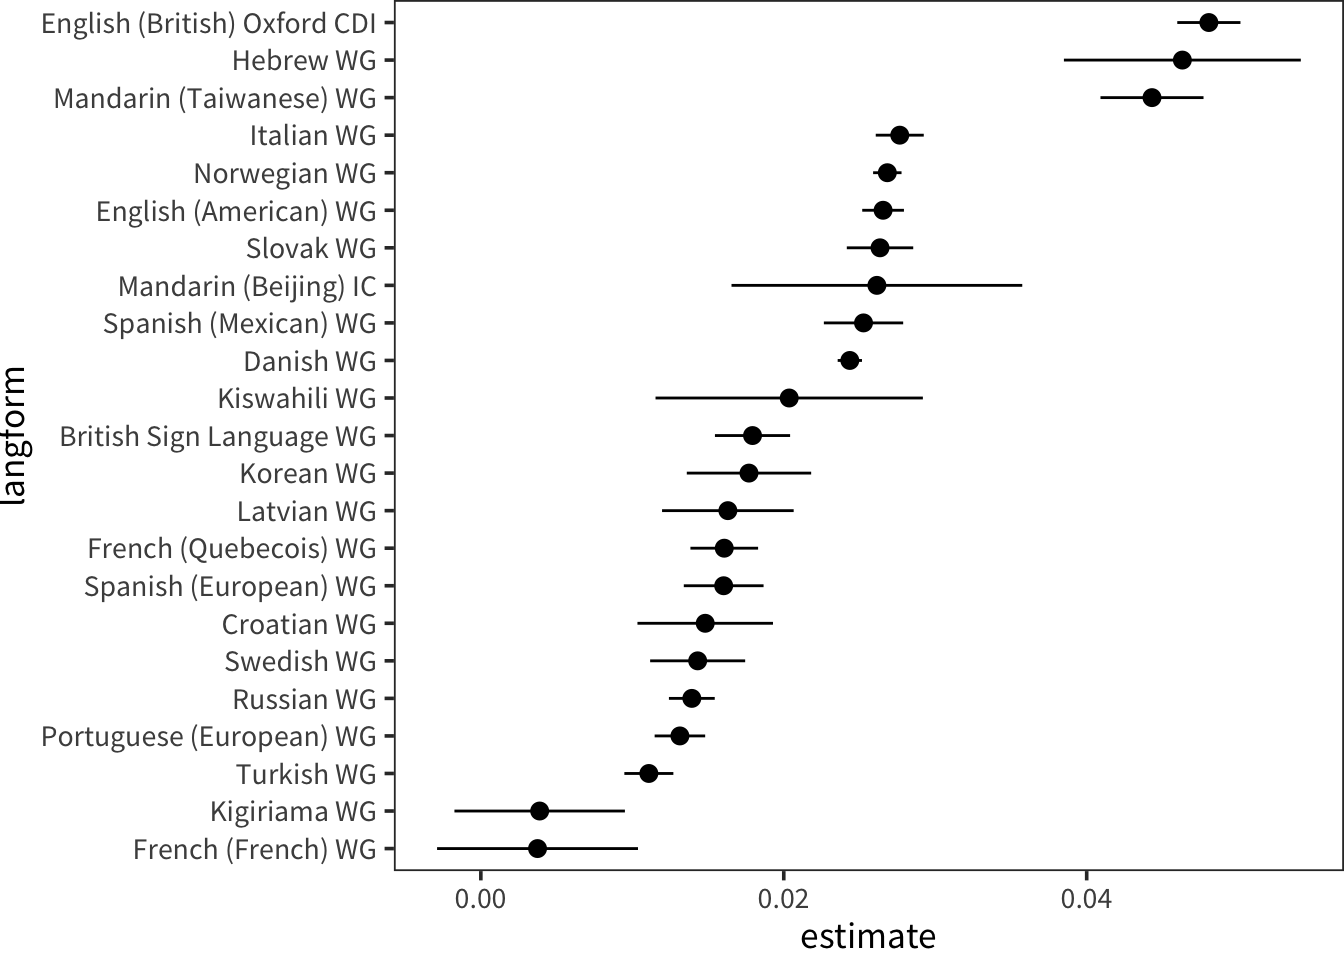 English (British) Oxford CDI
Hebrew WG
Mandarin (Taiwanese) WG
Italian WG
Norwegian WG
English (American) WG
Slovak WG
Mandarin (Beijing) IC
Spanish (Mexican) WG
Danish WG
Kiswahili WG
British Sign Language WG
Korean WG
Latvian WG
French (Quebecois) WG
Spanish (European) WG
Croatian WG
Swedish WG
Russian WG
Portuguese (European) WG
Turkish WG
Kigiriama WG
French (French) WG
langform
0.00 0.02 0.04
estimate